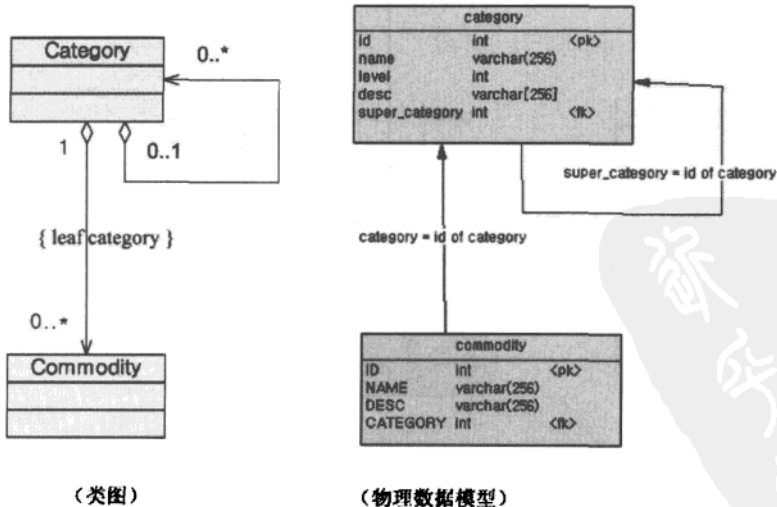 Category
0..*
1
0..1
{ leaf category }
0..*
Commodity
(类图)
category
id int <pk>
name varchar(256)
level int
desc varchar[256]
super_category int <fk>
super_category = id of category
category = id of category
commodity
ID int <pk>
NAME varchar(256)
DESC varchar(256)
CATEGORY int <fk>
(物理数据模型)